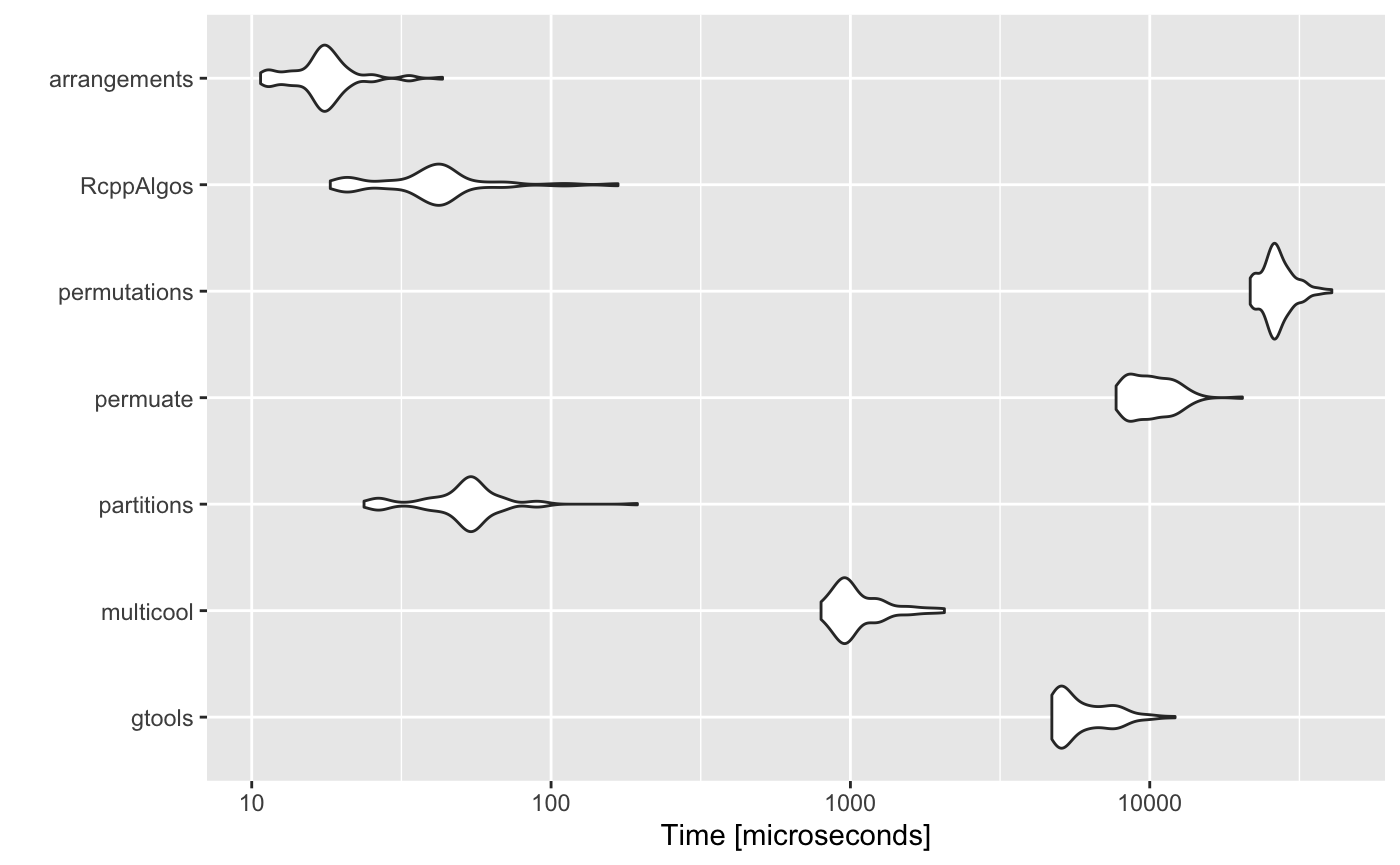 arrangements
RcppAlgos
permutations
permuate
partitions
multicool
gtools
10 100 1000 10000
Time [microseconds]